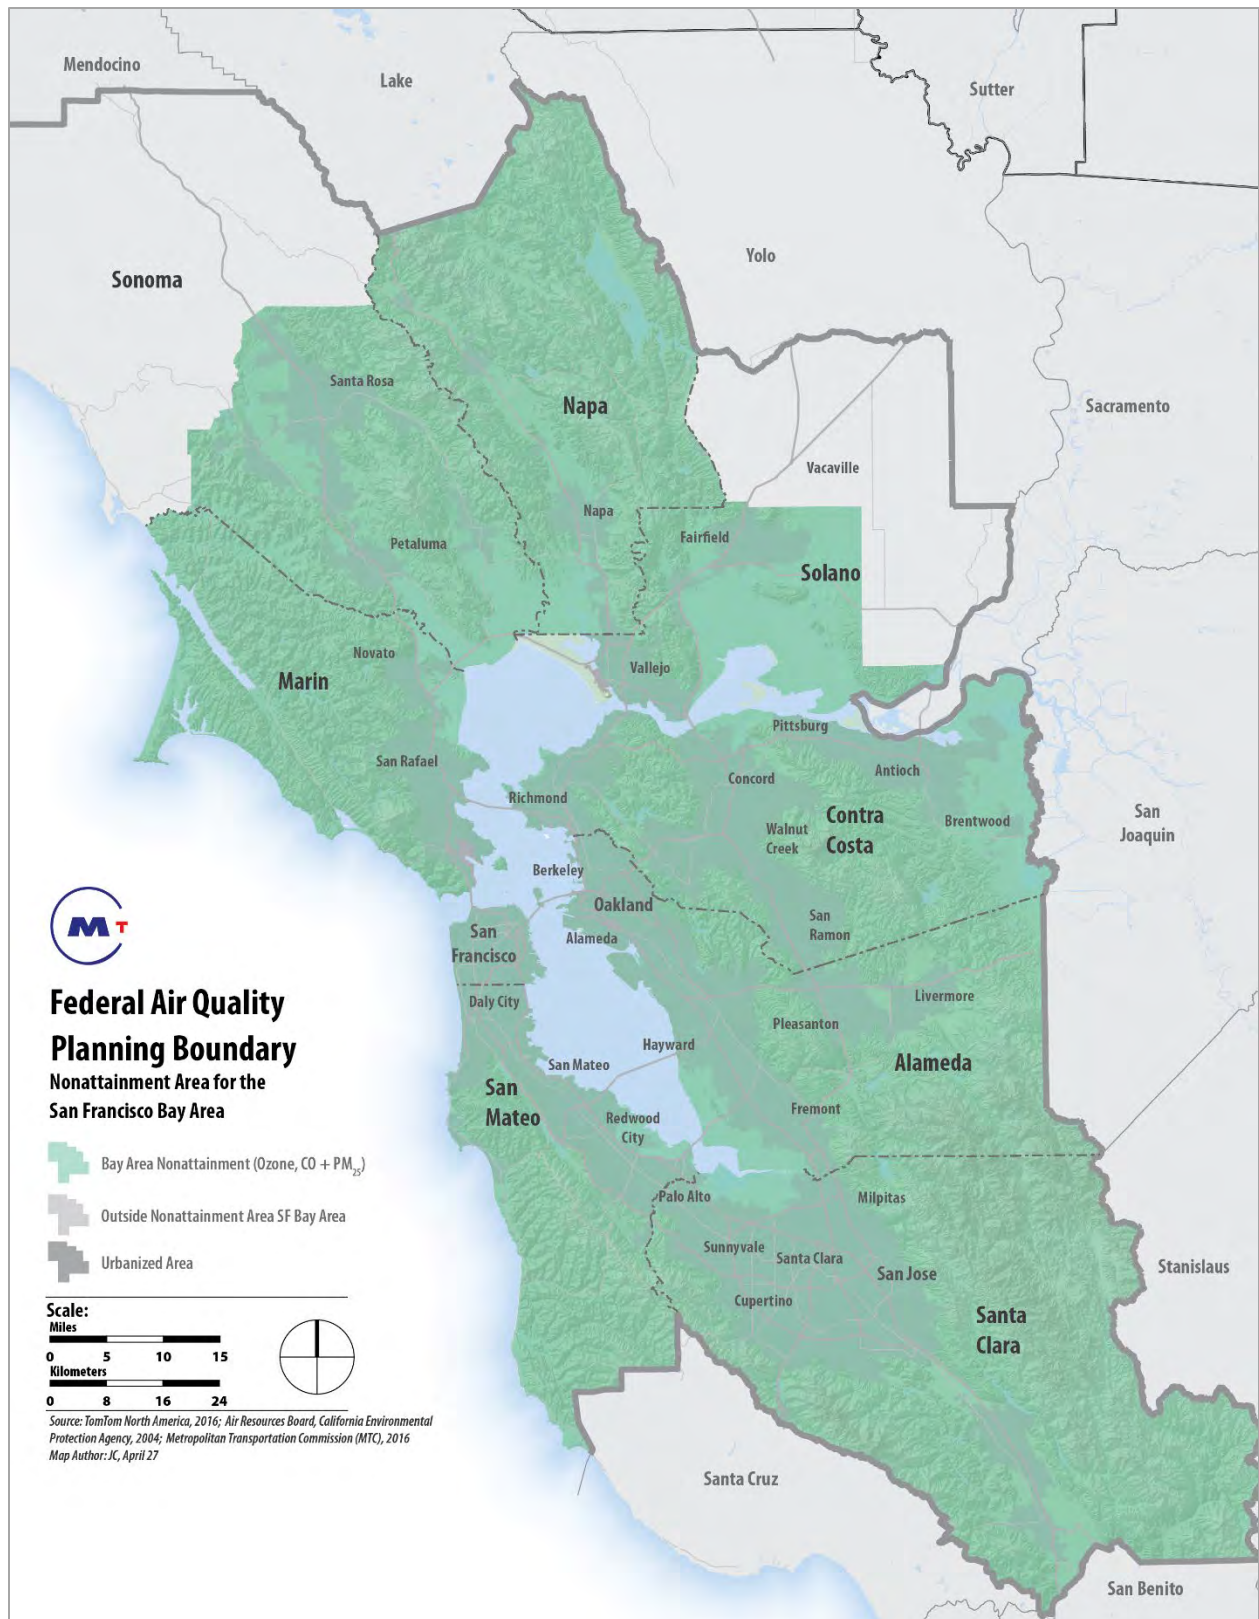 Mendocino
Lake
Sutter
Yolo
Sonoma
Santa Rosa
Napa
Sacramento
Vacaville
Napa
Fairfield
Petaluma
Solano
Novato
Vallejo
Marin
Pittsburg
San Rafael
Concord
Antioch
Richmond
Contra
Costa
Brentwood
San
Joaquin
Walnut
Creek
Berkeley
Oakland
San
Ramon
San
Francisco
Alameda
Daly City
Livermore
Pleasanton
Hayward
San Mateo
Alameda
San
Mateo
Redwood
City
Fremont
Palo Alto
Milpitas
Sunnyvale
Santa Clara
San Jose
Cupertino
Stanislaus
Santa
Clara
Santa Cruz
San Benito
M T
Federal Air Quality
Planning Boundary
Nonattainment Area for the
San Francisco Bay Area
Bay Area Nonattainment (Ozone, CO + PM25)
Outside Nonattainment Area SF Bay Area
Urbanized Area
Scale:
Miles
0 5 10 15
Kilometers
0 8 16 24
Source: TomTom North America, 2016; Air Resources Board, California Environmental
Protection Agency, 2004; Metropolitan Transportation Commission (MTC), 2016
Map Author: JC, April 27